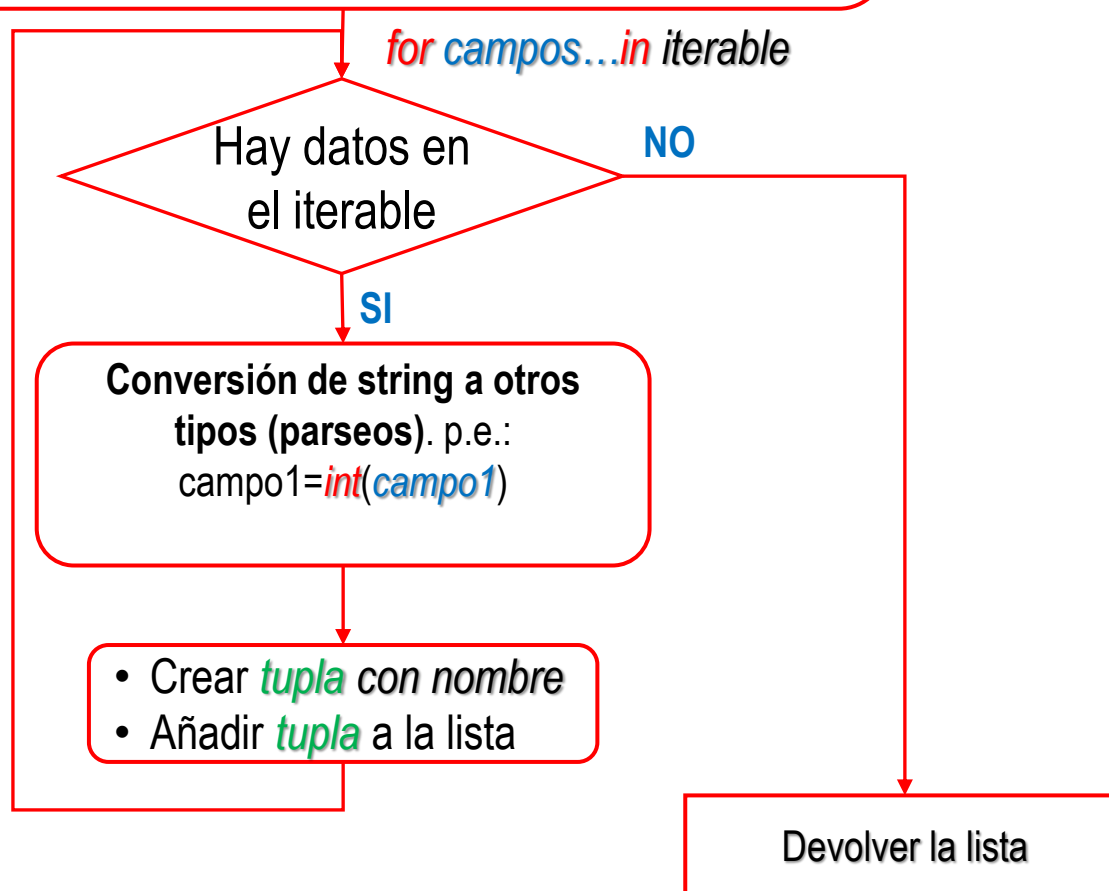 for campos…in iterable
Hay datos en
el iterable
NO
SI
Conversión de string a otros
tipos (parseos). p.e.:
campo1=int(campo1)
• Crear tupla con nombre
• Añadir tupla a la lista
Devolver la lista